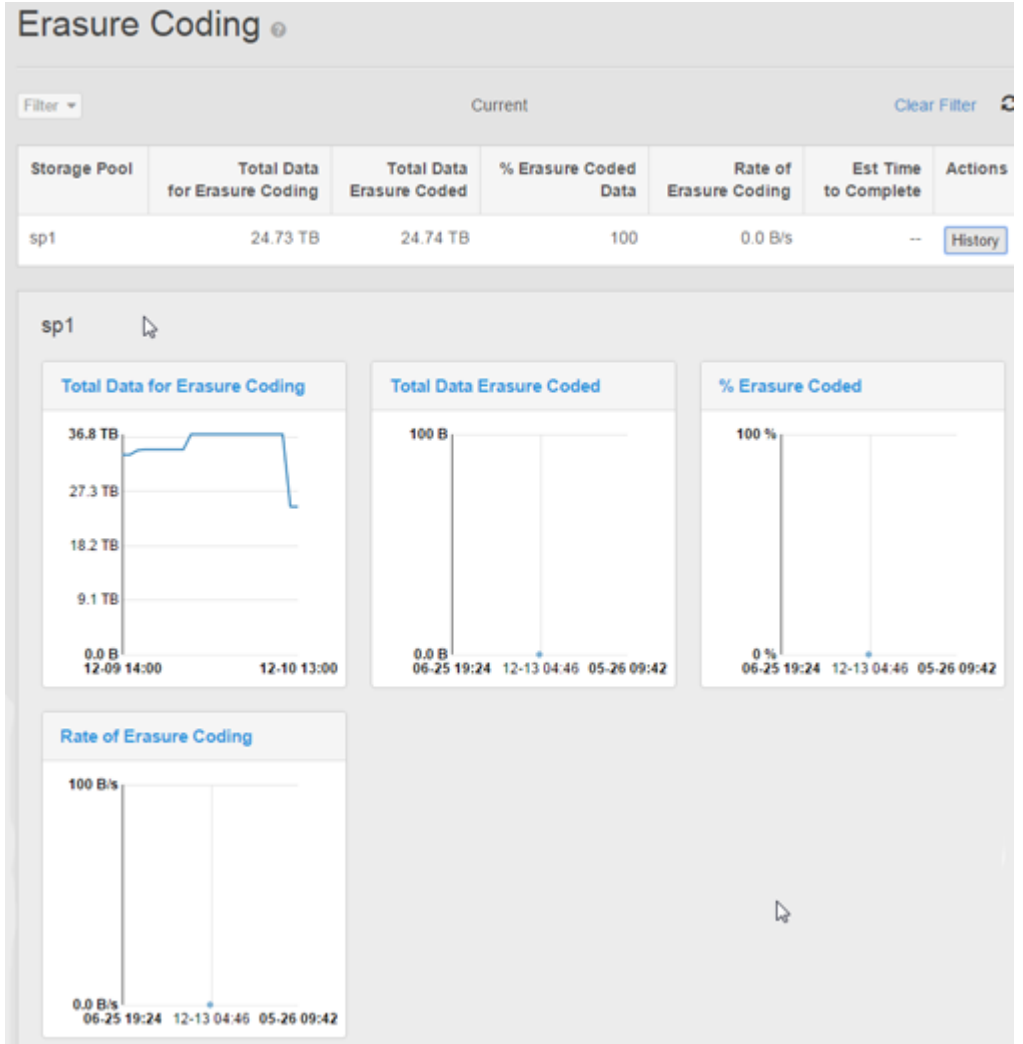 Erasure Coding ?
Filter Current Clear Filter
Storage Pool Total Data for Erasure Coding Total Data Erasure Coded % Erasure Coded Data Rate of Erasure Coding Est Time to Complete Actions
sp1 24.73 TB 24.74 TB 100 0.0 B/s -- History
sp1
Total Data for Erasure Coding
36.8 TB
27.3 TB
18.2 TB
9.1 TB
0.0 B
12-09 14:00 12-10 13:00
Total Data Erasure Coded
100 B
0.0 B
06-25 19:24 12-13 04:46 05-26 09:42
% Erasure Coded
100 %
0 %
06-25 19:24 12-13 04:46 05-26 09:42
Rate of Erasure Coding
100 B/s
0.0 B/s
06-25 19:24 12-13 04:46 05-26 09:42